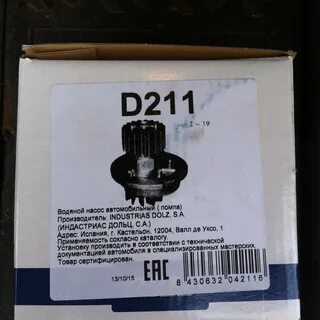 D211
Z - 19
Водяной насос автомобильный ( помпа)
Производитель: INDUSTRIAS DOLZ, S.A.
(ИНДАСТРИАС ДОЛЬЦ, С.А.)
Адрес: Испания, г. Кастельон, 12004, Валл де Уксо, 1.
Применяемость согласно каталогу.
Установку производить в соответствии с технической
документацией автомобиля в специализированных мастерских.
Товар сертифицирован.
13/10/15
EAC
8 430632 042116